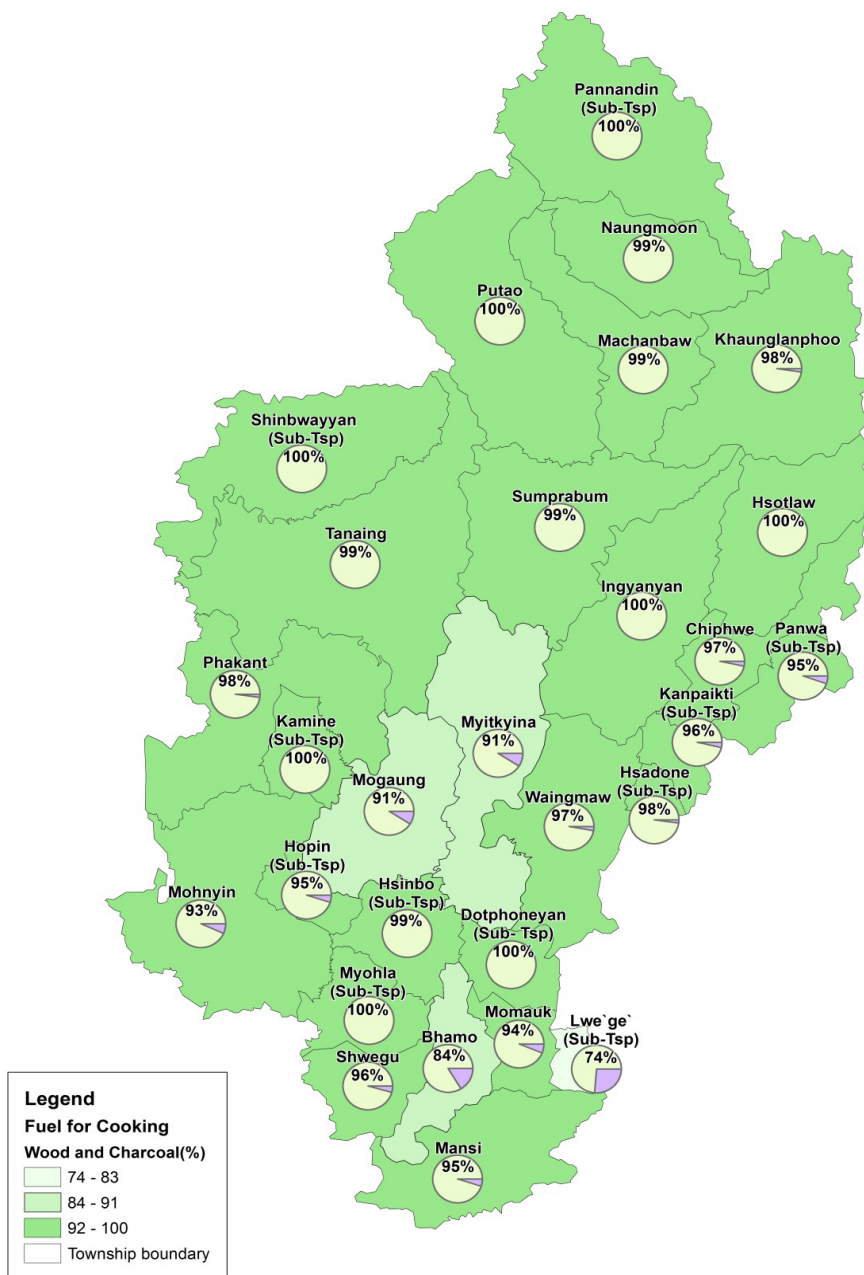 Pannandin
(Sub-Tsp)
100%
Naungmoon
99%
Putao
100%
Machanbaw
99%
Khaunglanphoo
98%
Shinbwayyan
(Sub-Tsp)
100%
Sumprabum
99%
Hsotlaw
100%
Tanaing
99%
Ingyanyan
100%
Chiphwe
97%
Panwa
(Sub-Tsp)
95%
Phakant
98%
Kanpaikti
(Sub-Tsp)
96%
Kamine
(Sub-Tsp)
100%
Myitkyina
91%
Mogaung
91%
Waingmaw
97%
Hsadone
(Sub-Tsp)
98%
Hopin
(Sub-Tsp)
95%
Mohnyin
93%
Hsinbo
(Sub-Tsp)
99%
Dotphoneyan
(Sub- Tsp)
100%
Myohla
(Sub-Tsp)
100%
Momauk
94%
Lwe`ge`
(Sub-Tsp)
74%
Bhamo
84%
Shwegu
96%
Mansi
95%
Legend
Fuel for Cooking
Wood and Charcoal(%)
74 - 83
84 - 91
92 - 100
Township boundary